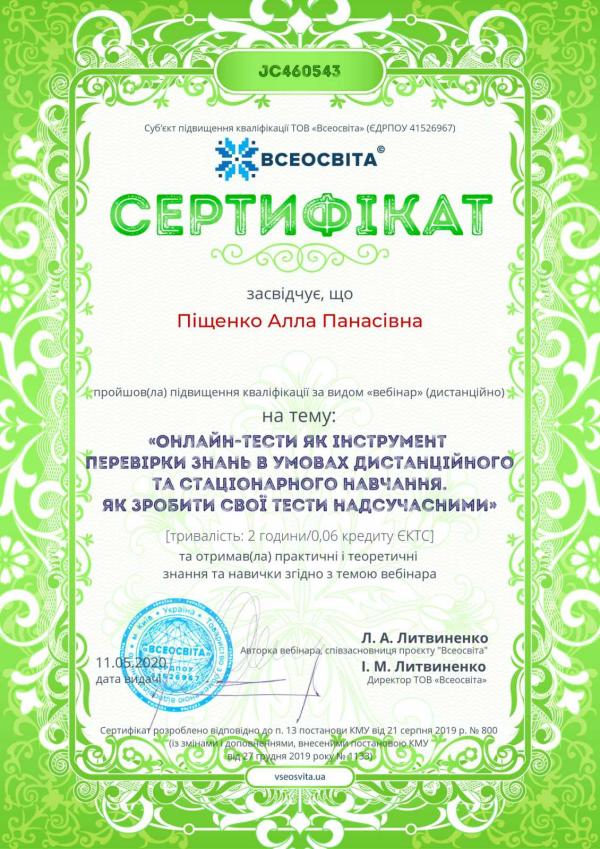 JC460543
Суб'єкт підвищення кваліфікації ТОВ «Всеосвіта» (ЄДРПОУ 41526967)
ВСЕОСВІТА©
СЕРТИФІКАТ
засвідчує, що
Піщенко Алла Панасівна
пройшов(ла) підвищення кваліфікації за видом «вебінар» (дистанційно)
на тему:
«ОНЛАЙН-ТЕСТИ ЯК ІНСТРУМЕНТ
ПЕРЕВІРКИ ЗНАНЬ В УМОВАХ ДИСТАНЦІЙНОГО
ТА СТАЦІОНАРНОГО НАВЧАННЯ.
ЯК ЗРОБИТИ СВОЇ ТЕСТИ НАДСУЧАСНИМИ»
[тривалість: 2 години/0,06 кредиту ЄКТС]
та отримав(ла) практичні і теоретичні
знання та навички згідно з темою вебінара
Л. А. Литвиненко
Авторка вебінара, співзасновниця проєкту "Всеосвіта"
І. М. Литвиненко
Директор ТОВ «Всеосвіта»
11.05.2020
дата видачі
м. Київ * Україна * Товариство з
«ВСЕОСВІТА»
41526967
Сертифікат розроблено відповідно до п. 13 постанови КМУ від 21 серпня 2019 р. № 800
(із змінами і доповненнями, внесеними постановою КМУ
від 27 грудня 2019 року № 1133)
vseosvita.ua